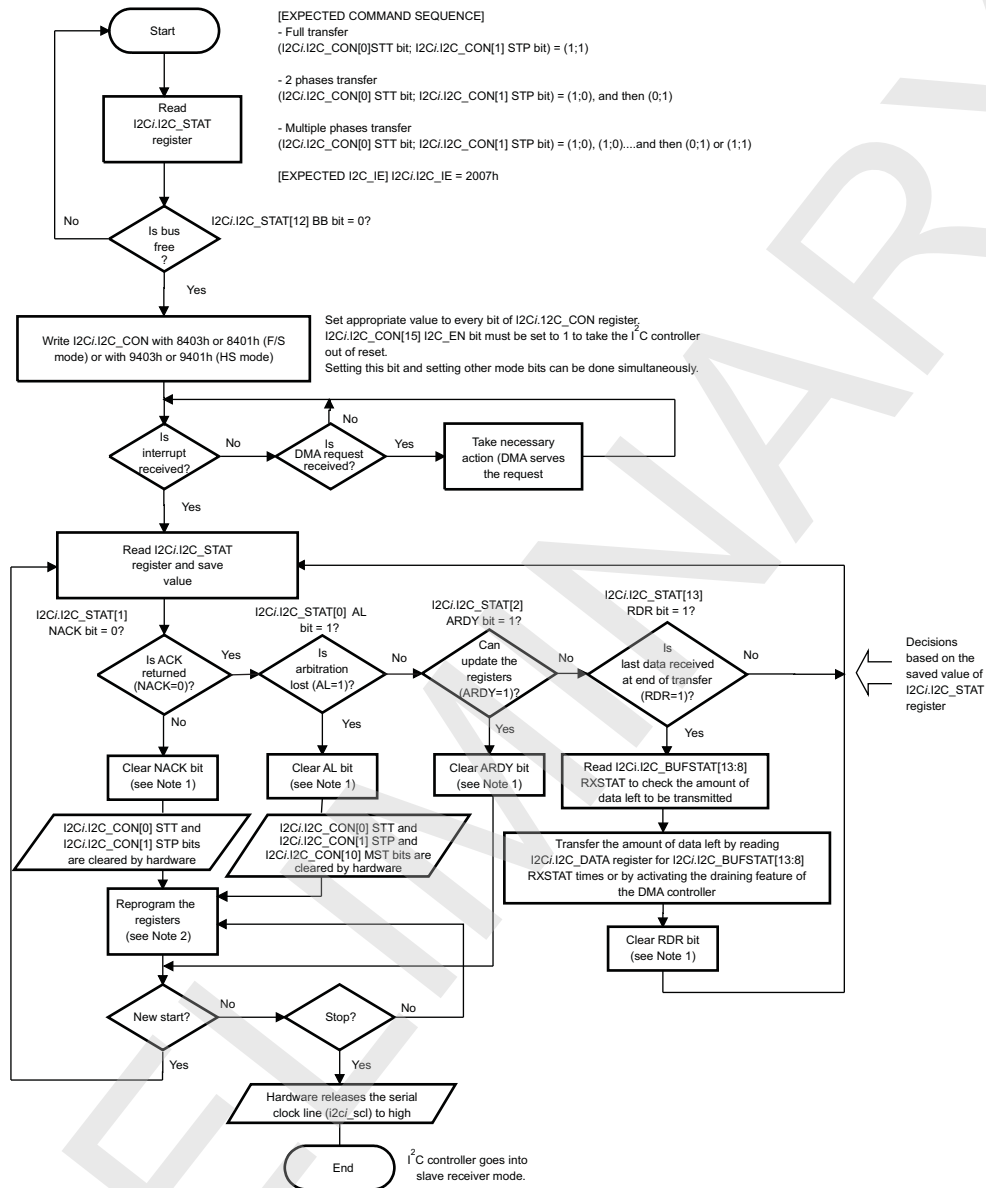 Start
[EXPECTED COMMAND SEQUENCE]
- Full transfer
(I2Ci.I2C_CON[0]STT bit; I2Ci.I2C_CON[1] STP bit) = (1;1)
- 2 phases transfer
(I2Ci.I2C_CON[0] STT bit; I2Ci.I2C_CON[1] STP bit) = (1;0), and then (0;1)
- Multiple phases transfer
(I2Ci.I2C_CON[0] STT bit; I2Ci.I2C_CON[1] STP bit) = (1;0), (1;0)....and then (0;1) or (1;1)
[EXPECTED I2C_IE] I2Ci.I2C_IE = 2007h
Read
I2Ci.I2C_STAT
register
No
I2Ci.I2C_STAT[12] BB bit = 0?
Is bus
free
?
Yes
Write I2Ci.I2C_CON with 8403h or 8401h (F/S
mode) or with 9403h or 9401h (HS mode)
Set appropriate value to every bit of I2Ci.12C_CON register.
I2Ci.I2C_CON[15] I2C_EN bit must be set to 1 to take the I2C controller
out of reset.
Setting this bit and setting other mode bits can be done simultaneously.
Is
interrupt
received?
No
Is
DMA request
received?
No
Yes
Take necessary
action (DMA serves
the request
Yes
Read I2Ci.I2C_STAT
register and save
value
I2Ci.I2C_STAT[1]
NACK bit = 0?
I2Ci.I2C_STAT[0] AL
bit = 1?
I2Ci.I2C_STAT[2]
ARDY bit = 1?
I2Ci.I2C_STAT[13]
RDR bit = 1?
Is ACK
returned
(NACK=0)?
Yes
Is
arbitration
lost (AL=1)?
No
Can
update the
registers
(ARDY=1)?
No
Is
last data received
at end of transfer
(RDR=1)?
No
Decisions
based on the
saved value of
I2Ci.I2C_STAT
register
No
Yes
Yes
Yes
Clear NACK bit
(see Note 1)
Clear AL bit
(see Note 1)
Clear ARDY bit
(see Note 1)
Read I2Ci.I2C_BUFSTAT[13:8]
RXSTAT to check the amount of
data left to be transmitted
I2Ci.I2C_CON[0] STT and
I2Ci.I2C_CON[1] STP bits
are cleared by hardware
I2Ci.I2C_CON[0] STT and
I2Ci.I2C_CON[1] STP and
I2Ci.I2C_CON[10] MST bits are
cleared by hardware
Transfer the amount of data left by reading
I2Ci.I2C_DATA register for I2Ci.I2C_BUFSTAT[13:8]
RXSTAT times or by activating the draining feature of
the DMA controller
Reprogram the
registers
(see Note 2)
Clear RDR bit
(see Note 1)
New start?
No
Stop?
No
Yes
Yes
Hardware releases the serial
clock line (i2ci_scl) to high
End
I2C controller goes into
slave receiver mode.